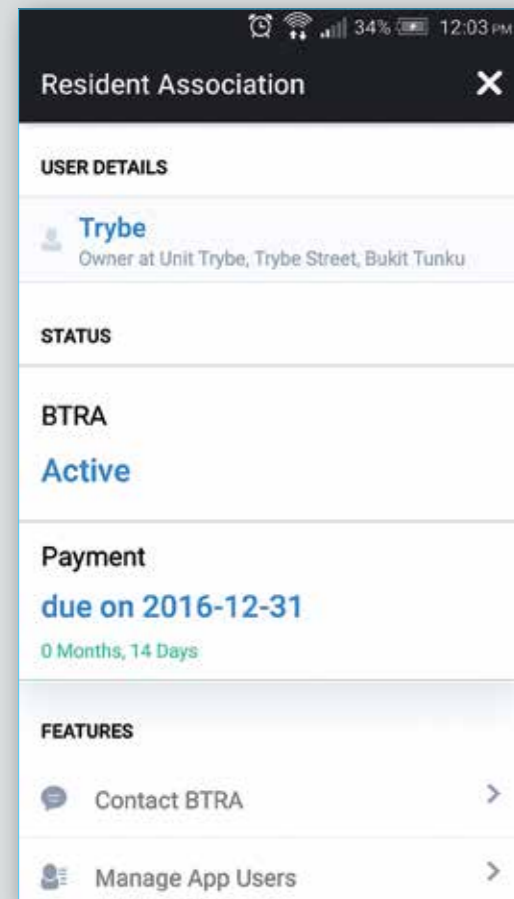 34% 12:03 PM
Resident Association
USER DETAILS
Trybe
Owner at Unit Trybe, Trybe Street, Bukit Tunku
STATUS
BTRA
Active
Payment
due on 2016-12-31
0 Months, 14 Days
FEATURES
Contact BTRA
Manage App Users